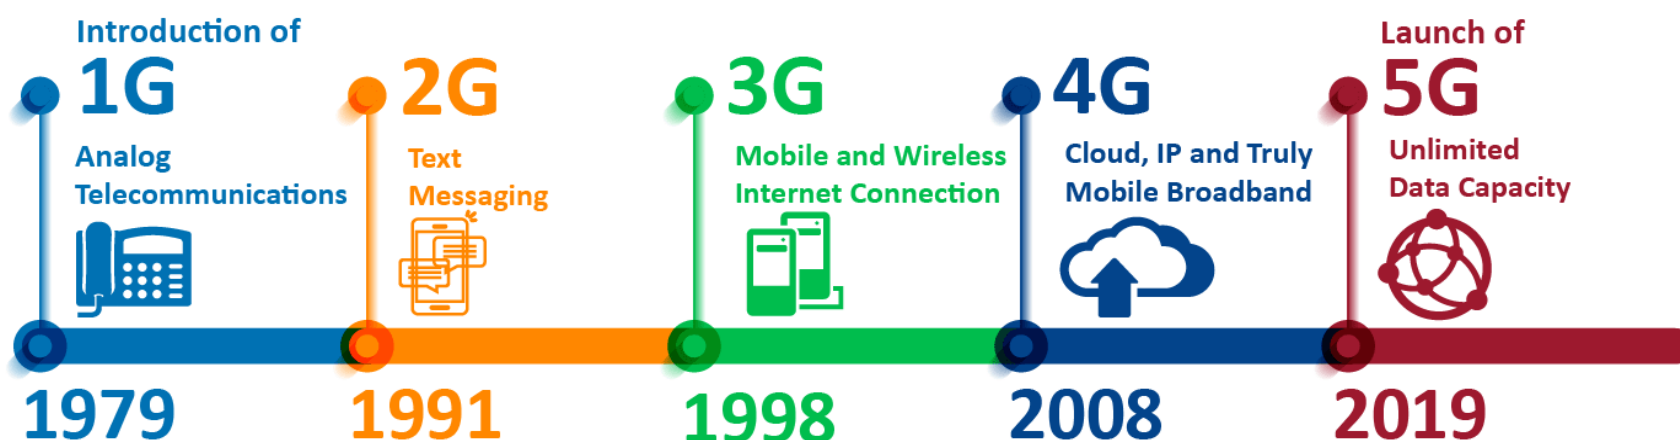 Introduction of
1G
Analog
Telecommunications
1979
2G
Text
Messaging
1991
3G
Mobile and Wireless
Internet Connection
1998
4G
Cloud, IP and Truly
Mobile Broadband
2008
Launch of
5G
Unlimited
Data Capacity
2019